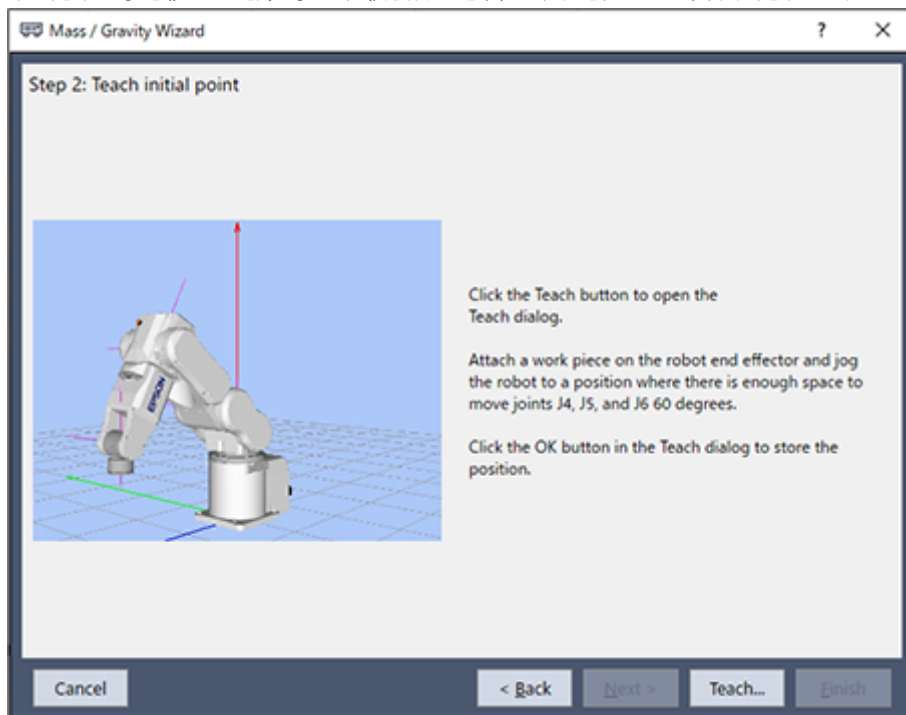 Mass / Gravity Wizard
?
Step 2: Teach initial point
Click the Teach button to open the
Teach dialog.
Attach a work piece on the robot end effector and jog
the robot to a position where there is enough space to
move joints J4, J5, and J6 60 degrees.
Click the OK button in the Teach dialog to store the
position.
EPSON
Cancel
< Back
Next >
Teach...
Finish